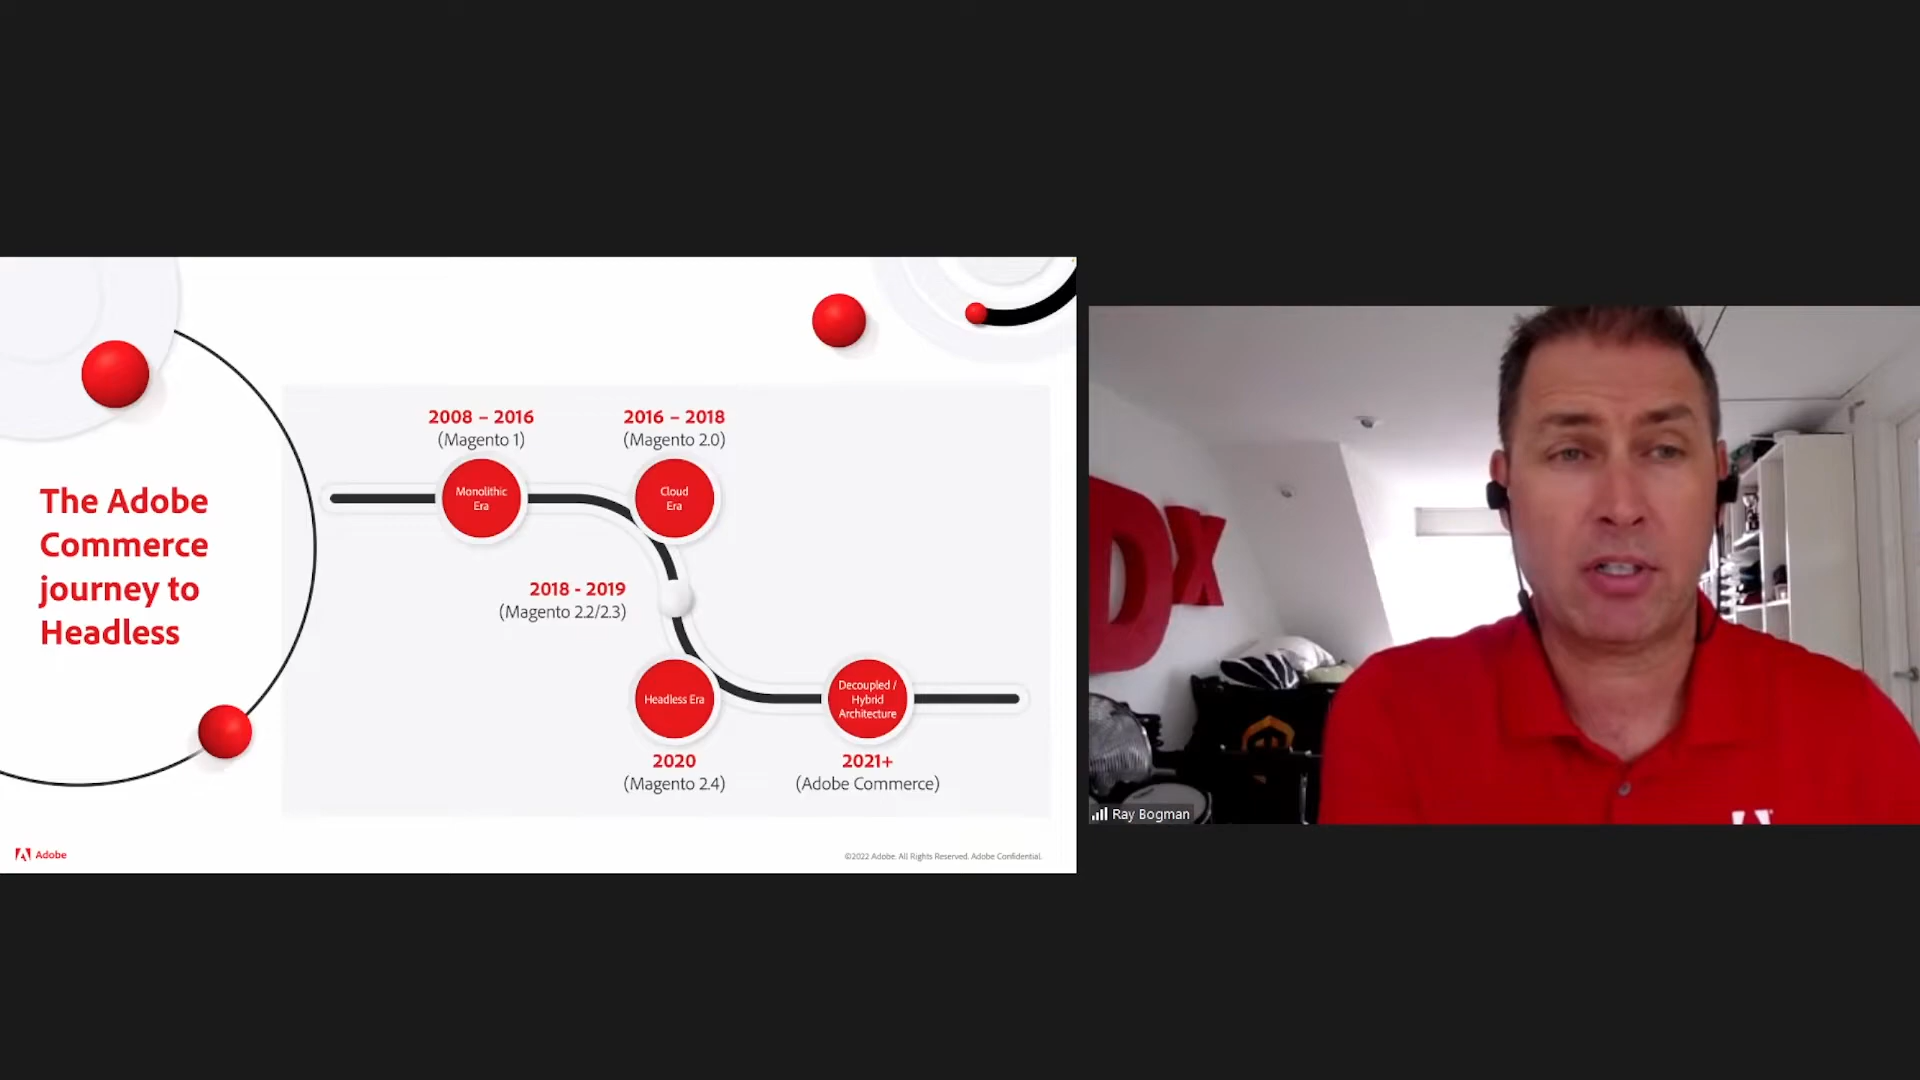 The Adobe
Commerce
journey to
Headless
2008 – 2016
(Magento 1)
Monolithic
Era
2016 – 2018
(Magento 2.0)
Cloud
Era
2018 - 2019
(Magento 2.2/2.3)
Headless Era
2020
(Magento 2.4)
Decoupled /
Hybrid
Architecture
2021+
(Adobe Commerce)
Adobe
©2022 Adobe. All Rights Reserved. Adobe Confidential.
DX
Ray Bogman